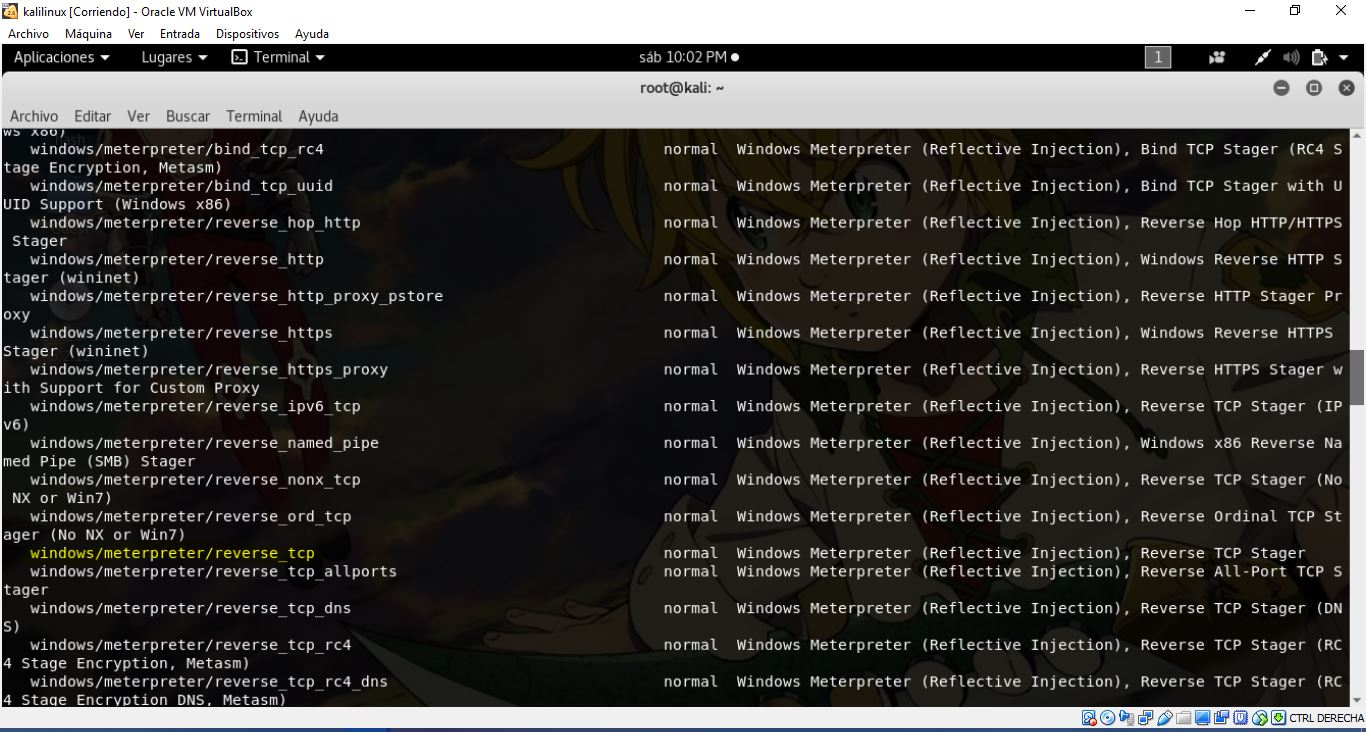 kalilinux [Corriendo] - Oracle VM VirtualBox
Archivo Máquina Ver Entrada Dispositivos Ayuda
Aplicaciones Lugares Terminal sáb 10:02 PM 1
root@kali: ~
Archivo Editar Ver Buscar Terminal Ayuda
ws x86)
windows/meterpreter/bind_tcp_rc4 normal Windows Meterpreter (Reflective Injection), Bind TCP Stager (RC4 S
tage Encryption, Metasm)
windows/meterpreter/bind_tcp_uuid normal Windows Meterpreter (Reflective Injection), Bind TCP Stager with U
UID Support (Windows x86)
windows/meterpreter/reverse_hop_http normal Windows Meterpreter (Reflective Injection), Reverse Hop HTTP/HTTPS
Stager
windows/meterpreter/reverse_http normal Windows Meterpreter (Reflective Injection), Windows Reverse HTTP S
tager (wininet)
windows/meterpreter/reverse_http_proxy_pstore normal Windows Meterpreter (Reflective Injection), Reverse HTTP Stager Pr
oxy
windows/meterpreter/reverse_https normal Windows Meterpreter (Reflective Injection), Windows Reverse HTTPS
Stager (wininet)
windows/meterpreter/reverse_https_proxy normal Windows Meterpreter (Reflective Injection), Reverse HTTPS Stager w
ith Support for Custom Proxy
windows/meterpreter/reverse_ipv6_tcp normal Windows Meterpreter (Reflective Injection), Reverse TCP Stager (IP
v6)
windows/meterpreter/reverse_named_pipe normal Windows Meterpreter (Reflective Injection), Windows x86 Reverse Na
med Pipe (SMB) Stager
windows/meterpreter/reverse_nonx_tcp normal Windows Meterpreter (Reflective Injection), Reverse TCP Stager (No
NX or Win7)
windows/meterpreter/reverse_ord_tcp normal Windows Meterpreter (Reflective Injection), Reverse Ordinal TCP St
ager (No NX or Win7)
windows/meterpreter/reverse_tcp normal Windows Meterpreter (Reflective Injection), Reverse TCP Stager
windows/meterpreter/reverse_tcp_allports normal Windows Meterpreter (Reflective Injection), Reverse All-Port TCP S
tager
windows/meterpreter/reverse_tcp_dns normal Windows Meterpreter (Reflective Injection), Reverse TCP Stager (DN
S)
windows/meterpreter/reverse_tcp_rc4 normal Windows Meterpreter (Reflective Injection), Reverse TCP Stager (RC
4 Stage Encryption, Metasm)
windows/meterpreter/reverse_tcp_rc4_dns normal Windows Meterpreter (Reflective Injection), Reverse TCP Stager (RC
4 Stage Encryption DNS, Metasm)
CTRL DERECHA